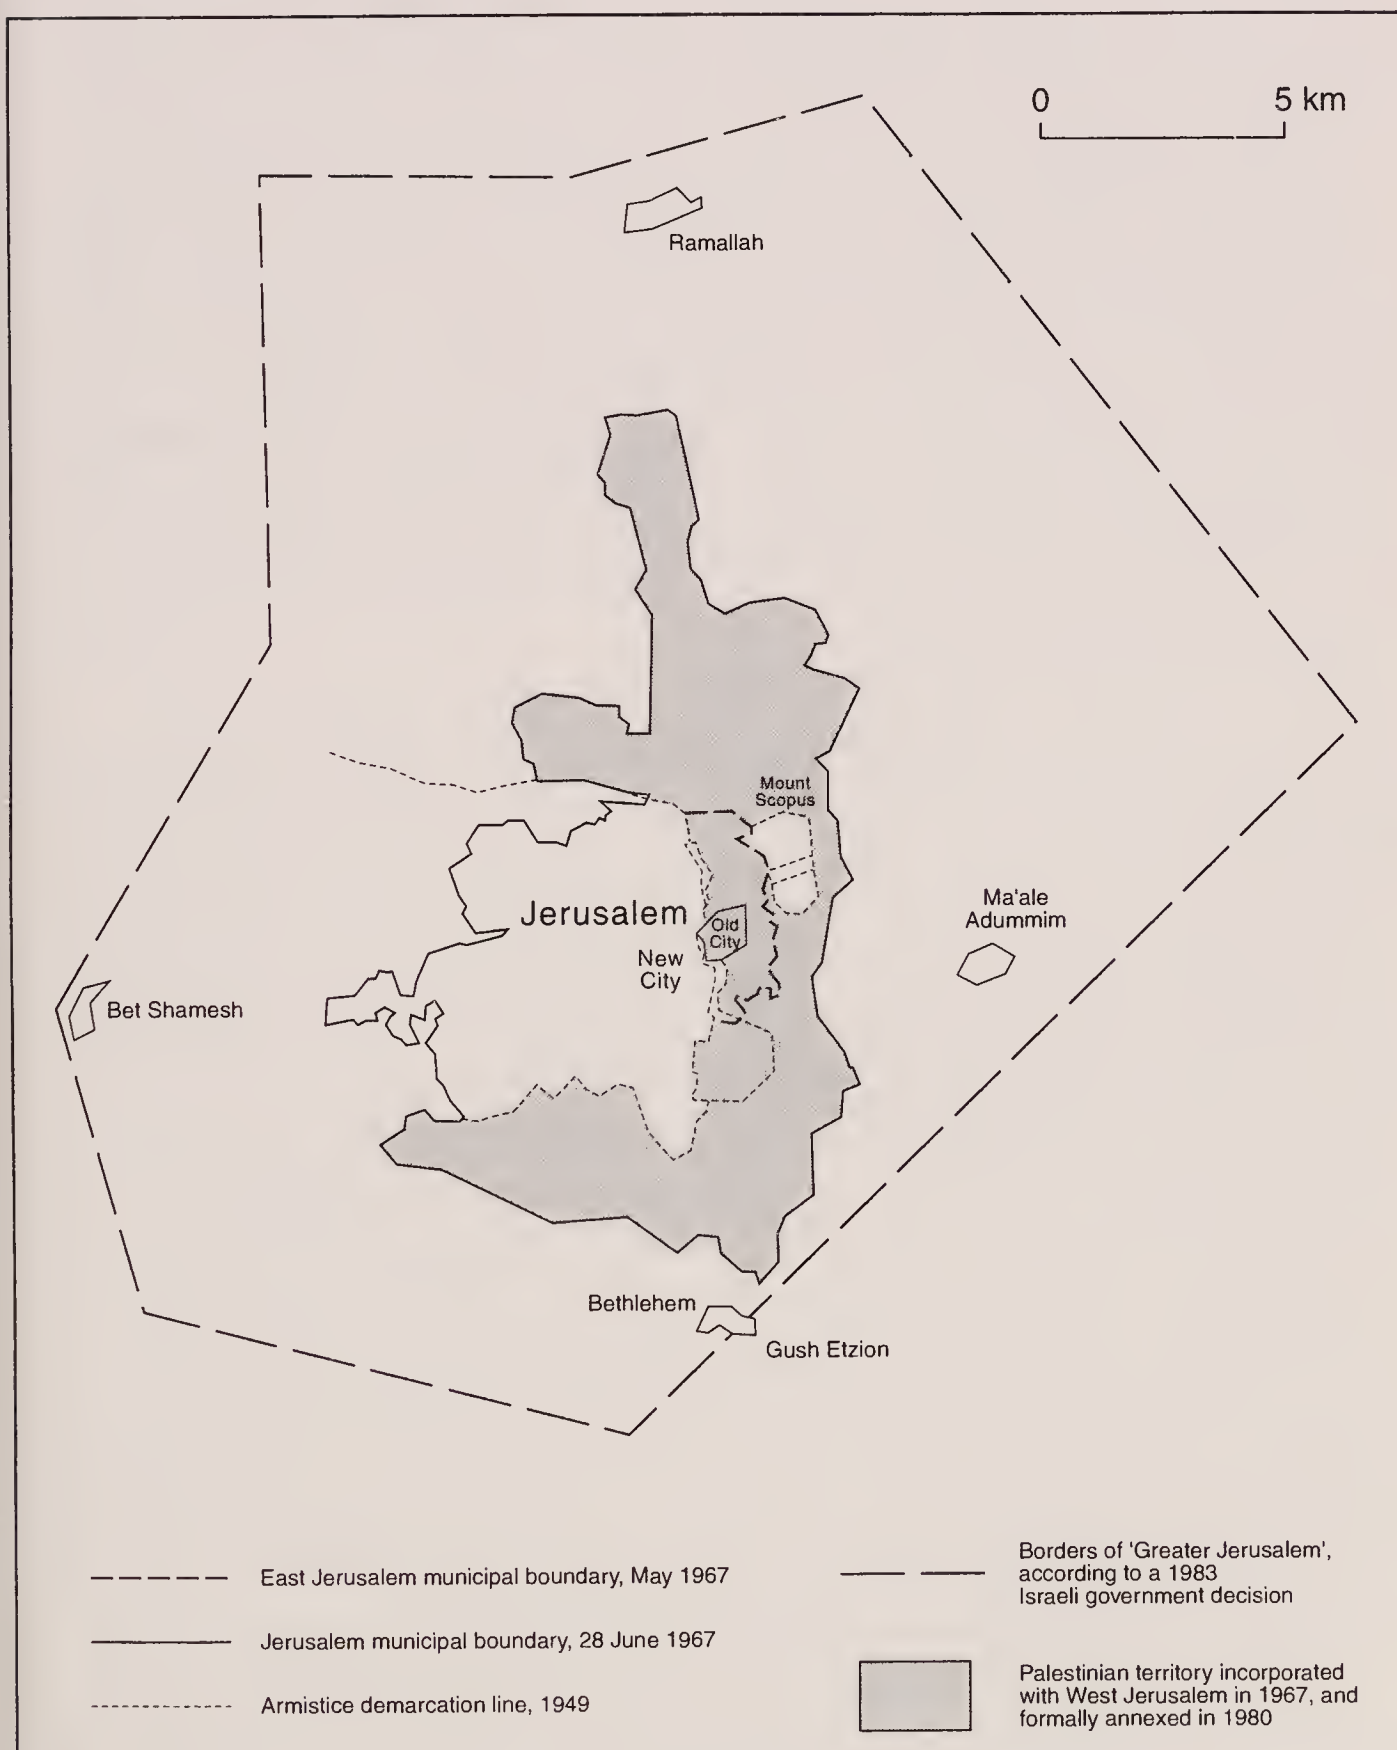 0 5 km
Ramallah
Mount
Scopus
Jerusalem
Old
City
New
City
Ma'ale
Adummim
Bet Shamesh
Bethlehem
Gush Etzion
East Jerusalem municipal boundary, May 1967
Jerusalem municipal boundary, 28 June 1967
Armistice demarcation line, 1949
Borders of 'Greater Jerusalem',
according to a 1983
Israeli government decision
Palestinian territory incorporated
with West Jerusalem in 1967, and
formally annexed in 1980